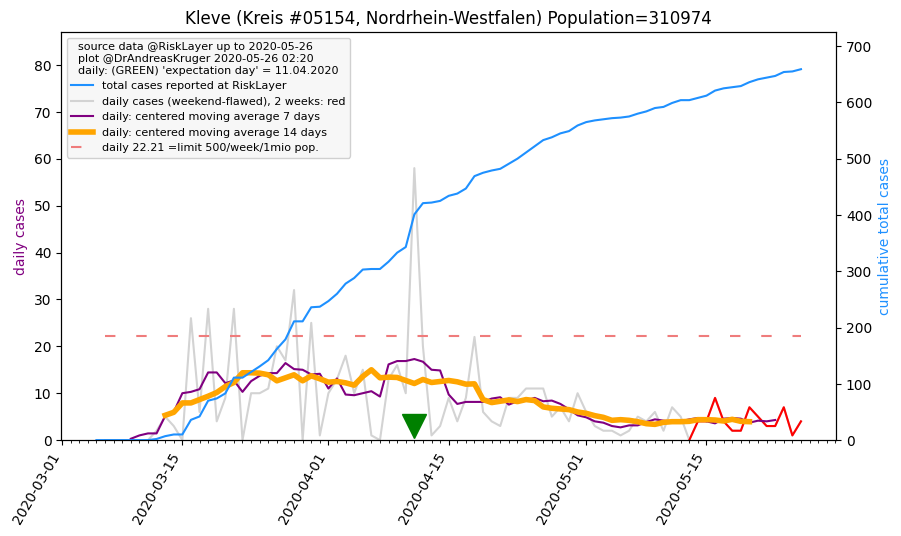 Kleve (Kreis #05154, Nordrhein-Westfalen) Population=310974
source data @RiskLayer up to 2020-05-26
plot @DrAndreasKruger 2020-05-26 02:20
daily: (GREEN) 'expectation day' = 11.04.2020
total cases reported at RiskLayer
daily cases (weekend-flawed), 2 weeks: red
daily: centered moving average 7 days
daily: centered moving average 14 days
daily 22.21 =limit 500/week/1mio pop.
daily cases
80
70
60
50
40
30
20
10
0
700
600
500
400
300
200
100
0
cumulative total cases
2020-03-01
2020-03-15
2020-04-01
2020-04-15
2020-05-01
2020-05-15